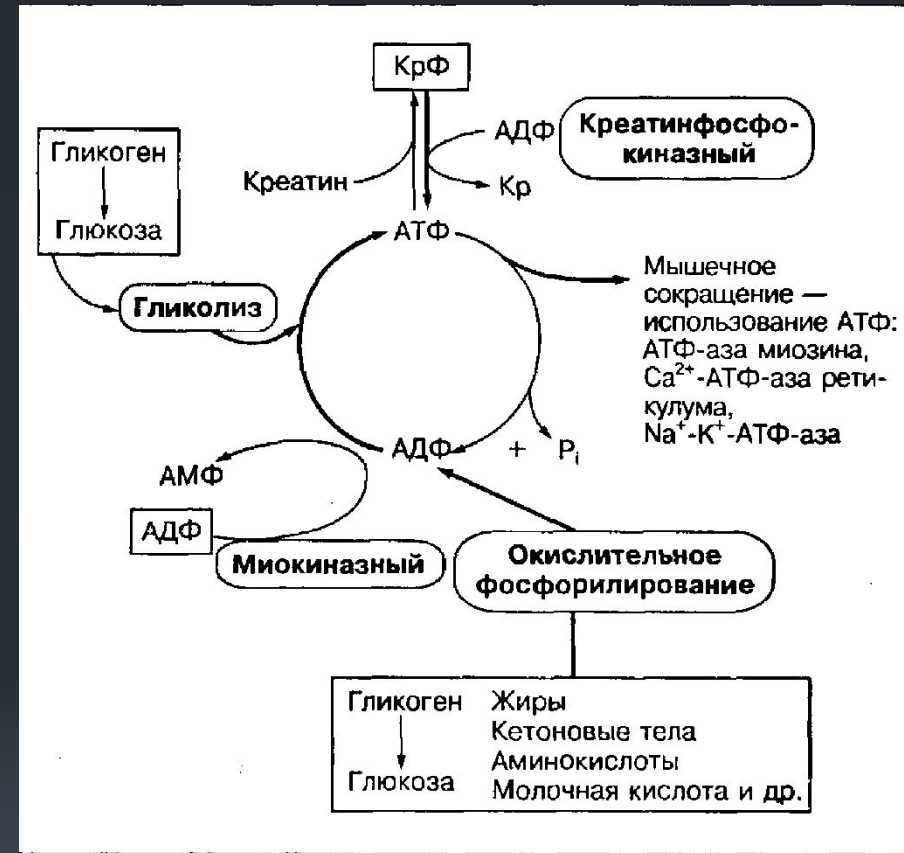 КрФ
АДФ
Креатинфосфо-
киназный
Креатин
Кр
Гликоген
Глюкоза
АТФ
Гликолиз
Мышечное
сокращение —
использование АТФ:
АТФ-аза миозина,
Ca²⁺-АТФ-аза рети-
кулума,
Na⁺-K⁺-АТФ-аза
АДФ + Pᵢ
АМФ
АДФ
Миокиназный
Окислительное
фосфорилирование
Гликоген Жиры
Кетоновые тела
Аминокислоты
Глюкоза Молочная кислота и др.